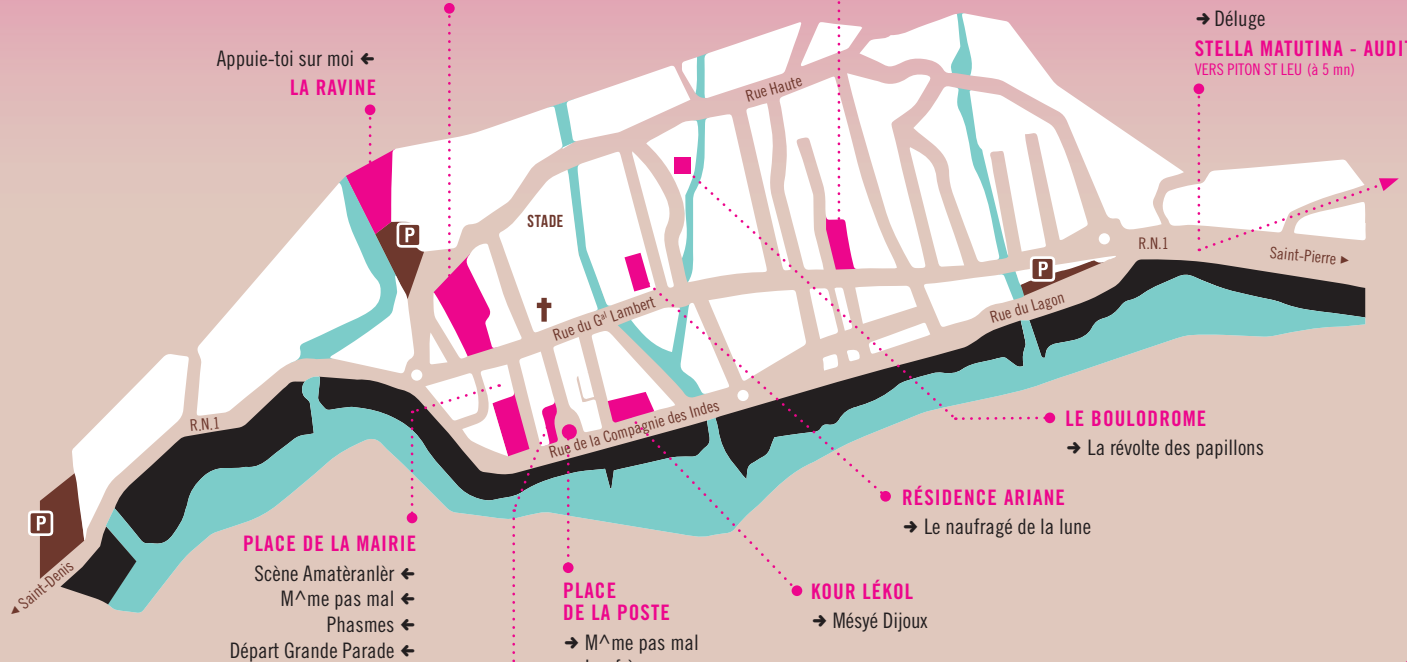 ➔ Déluge
STELLA MATUTINA - AUDIT
VERS PITON ST LEU (à 5 mn)
Appuie-toi sur moi ←
LA RAVINE
Rue Haute
STADE
P
R.N.1
Saint-Pierre ►
P
Rue du Gal Lambert
Rue du Lagon
R.N.1
Rue de la Compagnie des Indes
LE BOULODROME
➔ La révolte des papillons
RÉSIDENCE ARIANE
➔ Le naufragé de la lune
P
◄ Saint-Denis
PLACE DE LA MAIRIE
Scène Amatèranlèr ←
M^me pas mal ←
Phasmes ←
Départ Grande Parade ←
PLACE
DE LA POSTE
➔ M^me pas mal
KOUR LÉKOL
➔ Mésyé Dijoux